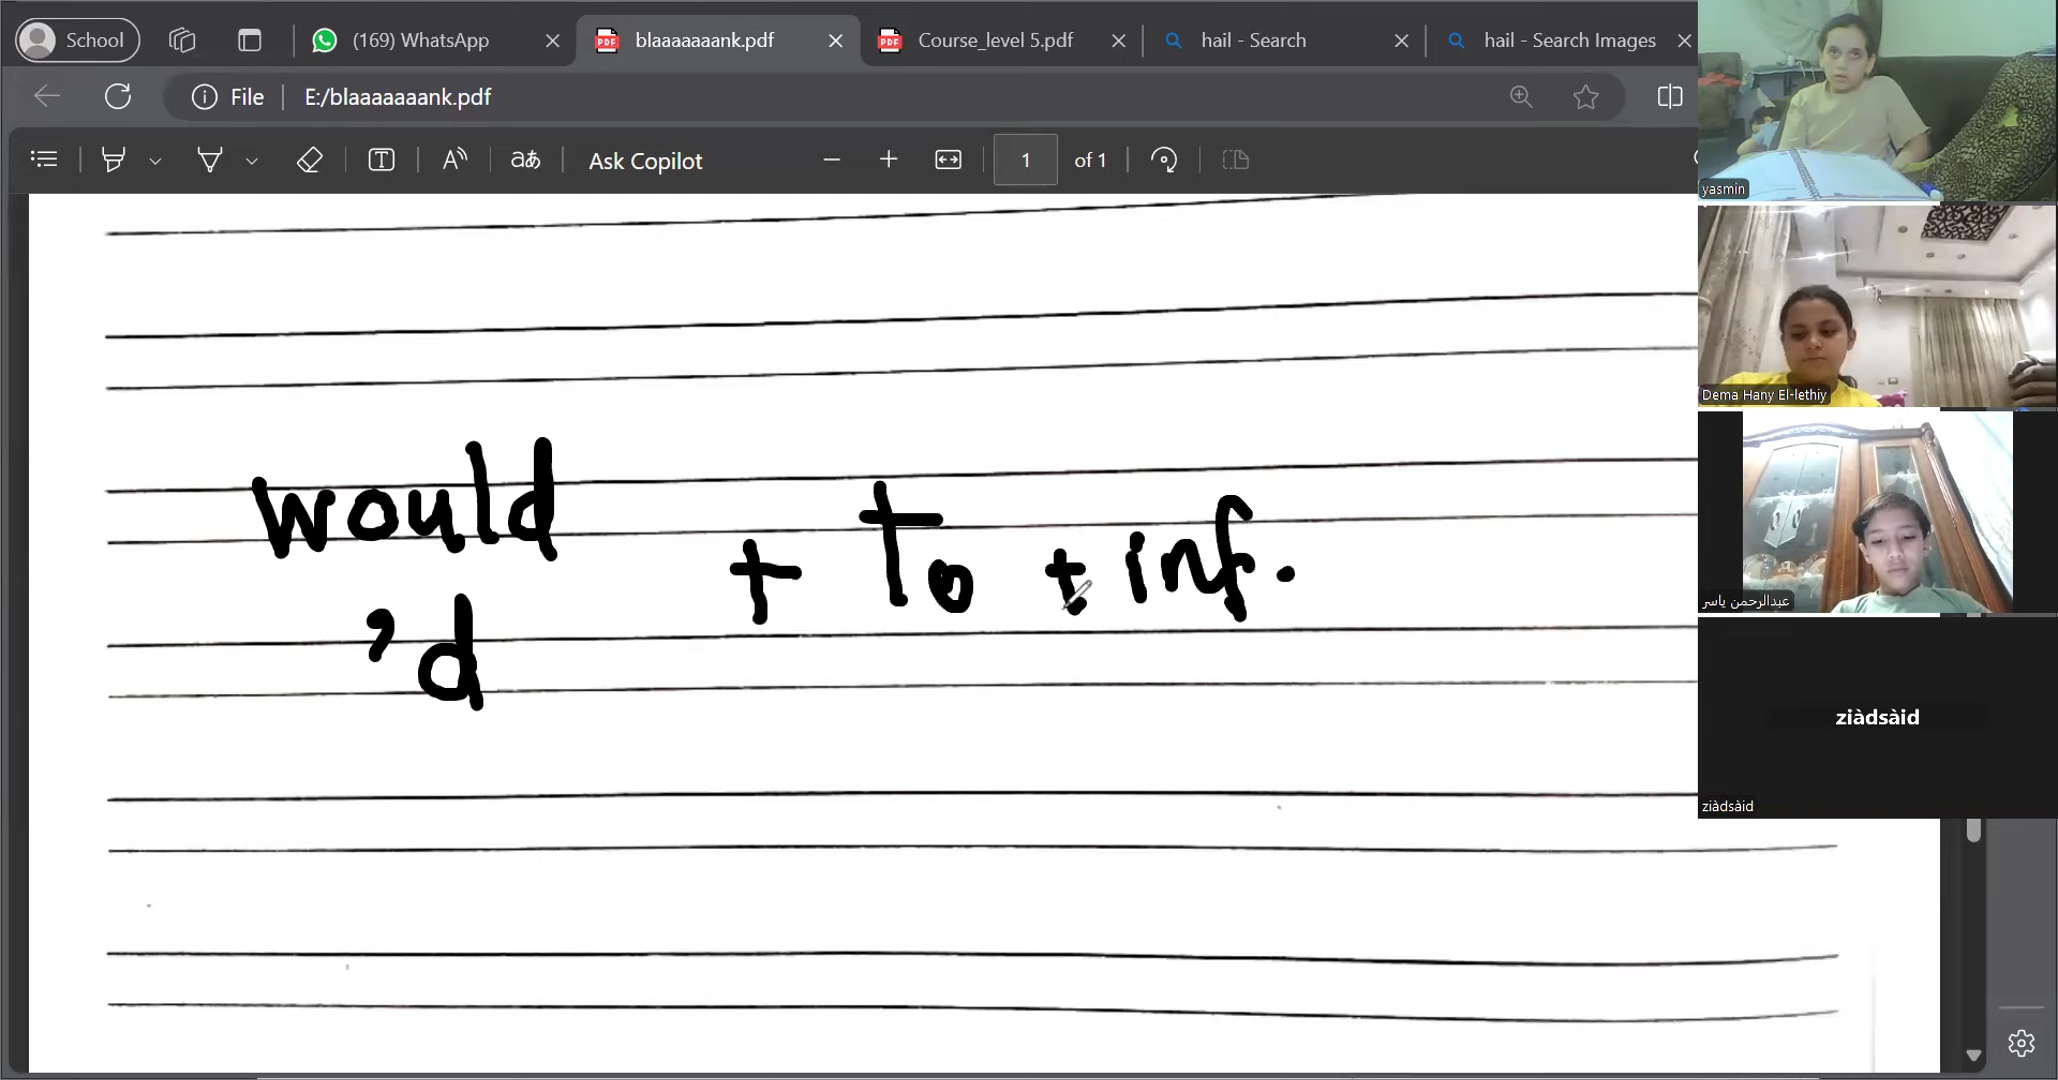 School
(169) WhatsApp
blaaaaaaank.pdf
Course_level 5.pdf
hail - Search
hail - Search Images
File
E:/blaaaaaaank.pdf
Ask Copilot
1 of 1
would
'd
+ to + inf.
yasmin
Dema Hany El-lethiy
عبدالرحمن ياسر
ziàdsàid
ziàdsàid